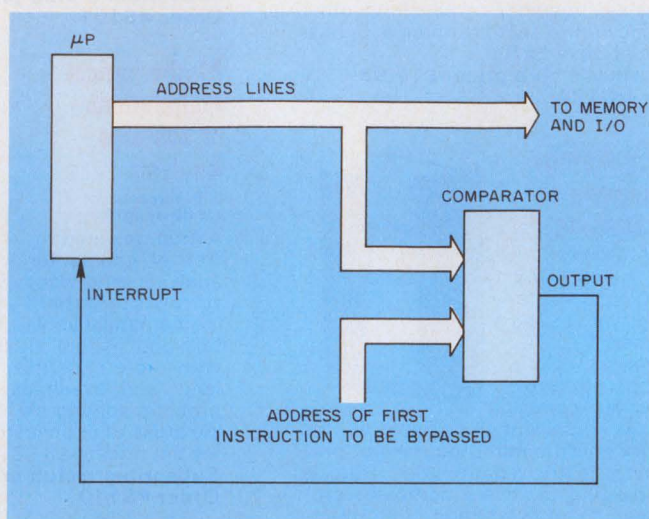 μP
ADDRESS LINES
TO MEMORY
AND I/O
COMPARATOR
OUTPUT
INTERRUPT
ADDRESS OF FIRST
INSTRUCTION TO BE BYPASSED